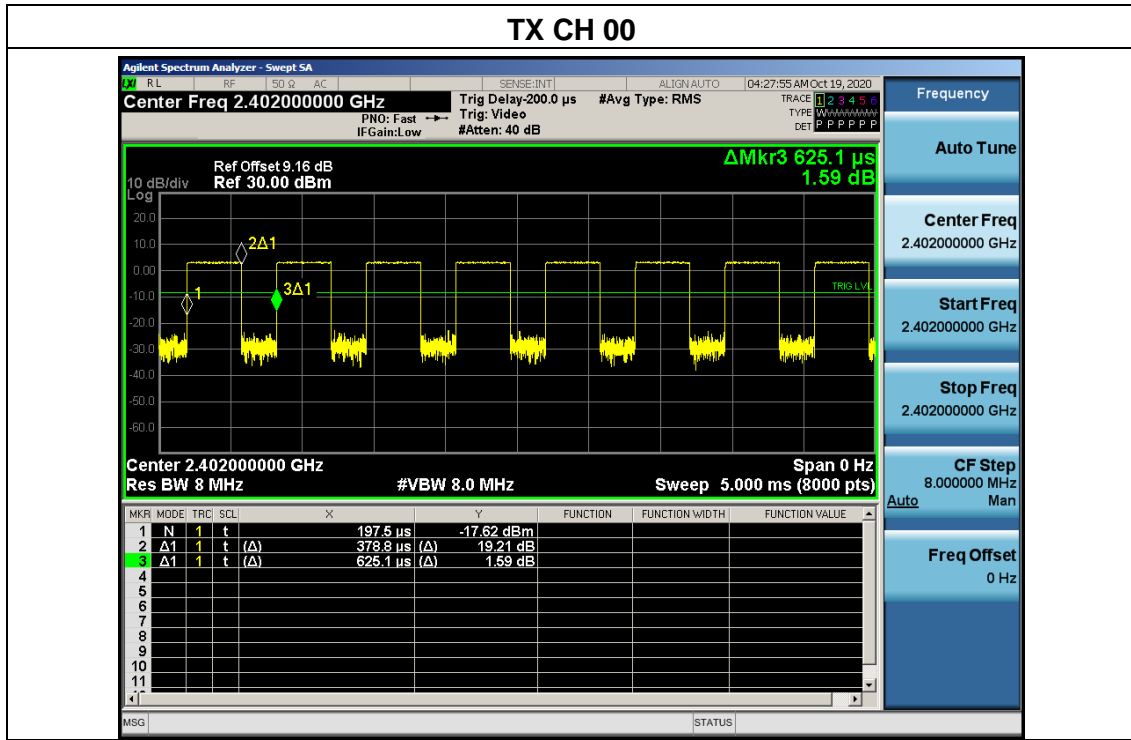 TX CH 00
Agilent Spectrum Analyzer - Swept SA
LXI RL RF 50 Ω AC SENSE:INT ALIGN AUTO 04:27:55 AM Oct 19, 2020
Center Freq 2.402000000 GHz
PNO: Fast
IFGain:Low
Trig Delay-200.0 µs
Trig: Video
#Atten: 40 dB
#Avg Type: RMS
TRACE 1 2 3 4 5 6
TYPE
DET P P P P P P
ΔMkr3 625.1 µs
1.59 dB
Ref Offset 9.16 dB
Ref 30.00 dBm
10 dB/div
Log
20.0
10.0
0.00
-10.0
-20.0
-30.0
-40.0
-50.0
-60.0
1
2Δ1
3Δ1
TRIG LVL
Center 2.402000000 GHz
Span 0 Hz
Res BW 8 MHz
#VBW 8.0 MHz
Sweep 5.000 ms (8000 pts)
MKR MODE TRC SCL X Y FUNCTION FUNCTION WIDTH FUNCTION VALUE
1 N 1 t 197.5 µs -17.62 dBm
2 Δ1 1 t (Δ) 378.8 µs (Δ) 19.21 dB
3 Δ1 1 t (Δ) 625.1 µs (Δ) 1.59 dB
4
5
6
7
8
9
10
11
MSG
STATUS
Frequency
Auto Tune
Center Freq
2.402000000 GHz
Start Freq
2.402000000 GHz
Stop Freq
2.402000000 GHz
CF Step
8.000000 MHz
Auto Man
Freq Offset
0 Hz